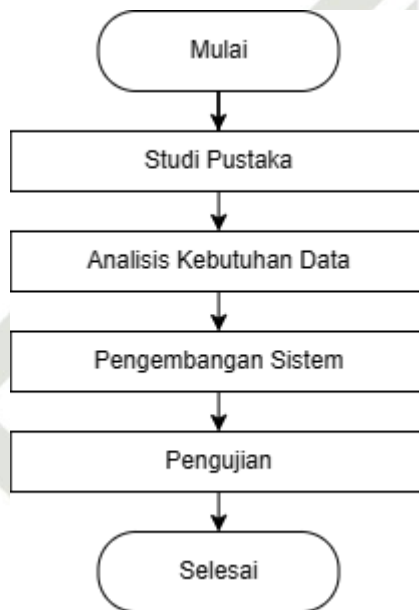 Mulai
Studi Pustaka
Analisis Kebutuhan Data
Pengembangan Sistem
Pengujian
Selesai